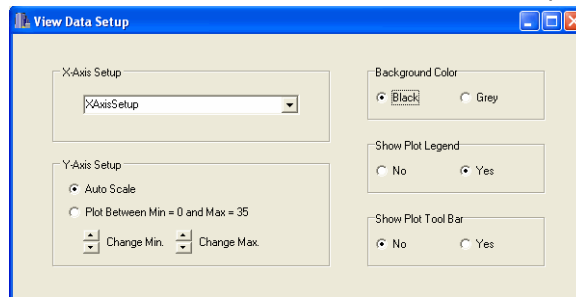 View Data Setup
X-Axis Setup
XAxisSetup
Y-Axis Setup
Auto Scale
Plot Between Min = 0 and Max = 35
Change Min. Change Max.
Background Color
Black Grey
Show Plot Legend
No Yes
Show Plot Tool Bar
No Yes